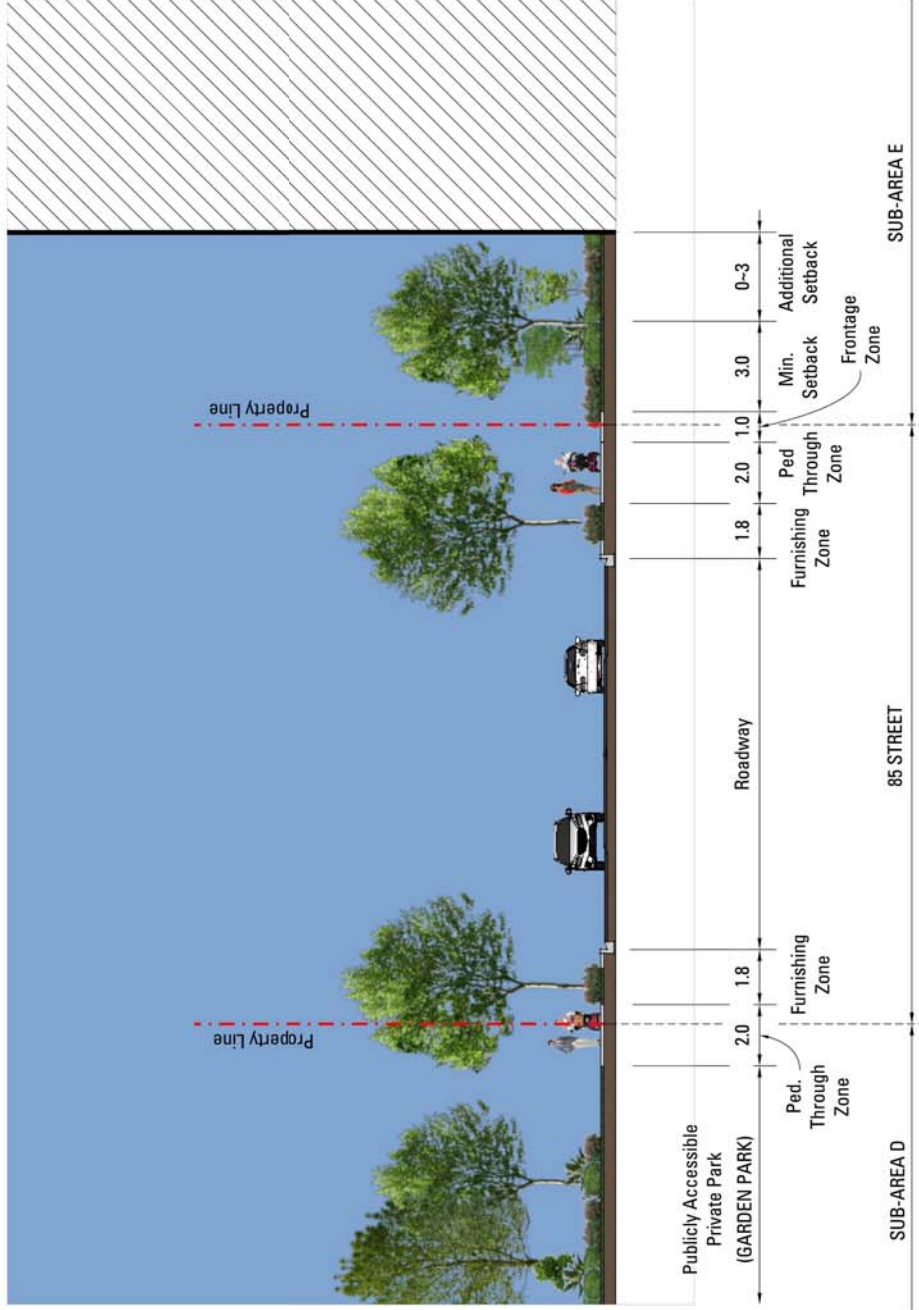 Property Line
Property Line
Publicly Accessible
Private Park
(GARDEN PARK)
2.0
Ped.
Through
Zone
1.8
Furnishing
Zone
Roadway
1.8
Furnishing
Zone
2.0
Ped
Through
Zone
1.0
Frontage
Zone
3.0
Min.
Setback
0~3
Additional
Setback
SUB-AREA D
85 STREET
SUB-AREA E